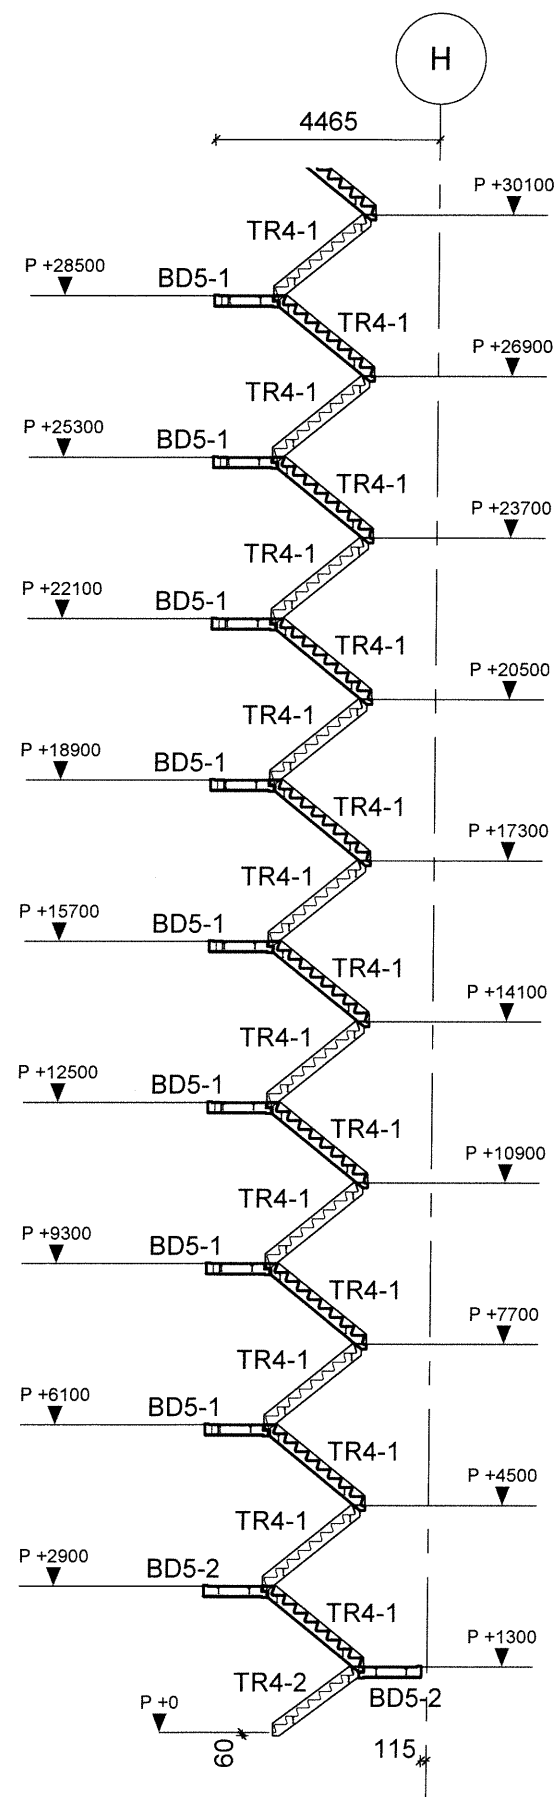 H
4465
P +30100
TR4-1
P +28500
BD5-1
TR4-1
P +26900
TR4-1
P +25300
BD5-1
TR4-1
P +23700
TR4-1
P +22100
BD5-1
TR4-1
P +20500
TR4-1
P +18900
BD5-1
TR4-1
P +17300
TR4-1
P +15700
BD5-1
TR4-1
P +14100
TR4-1
P +12500
BD5-1
TR4-1
P +10900
TR4-1
P +9300
BD5-1
TR4-1
P +7700
TR4-1
P +6100
BD5-1
TR4-1
P +4500
TR4-1
P +2900
BD5-2
TR4-1
P +1300
TR4-2
BD5-2
P +0
60
115